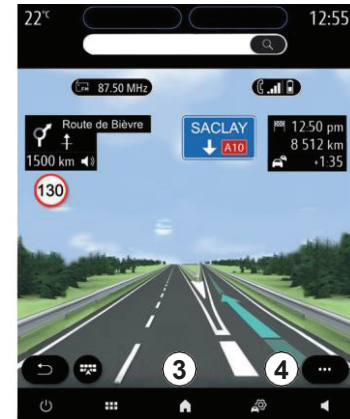 22°C
12:55
FM 87.50 MHz
Route de Bièvre
1500 km
130
SACLAY
A10
12.50 pm
8 512 km
+1:35
3
4